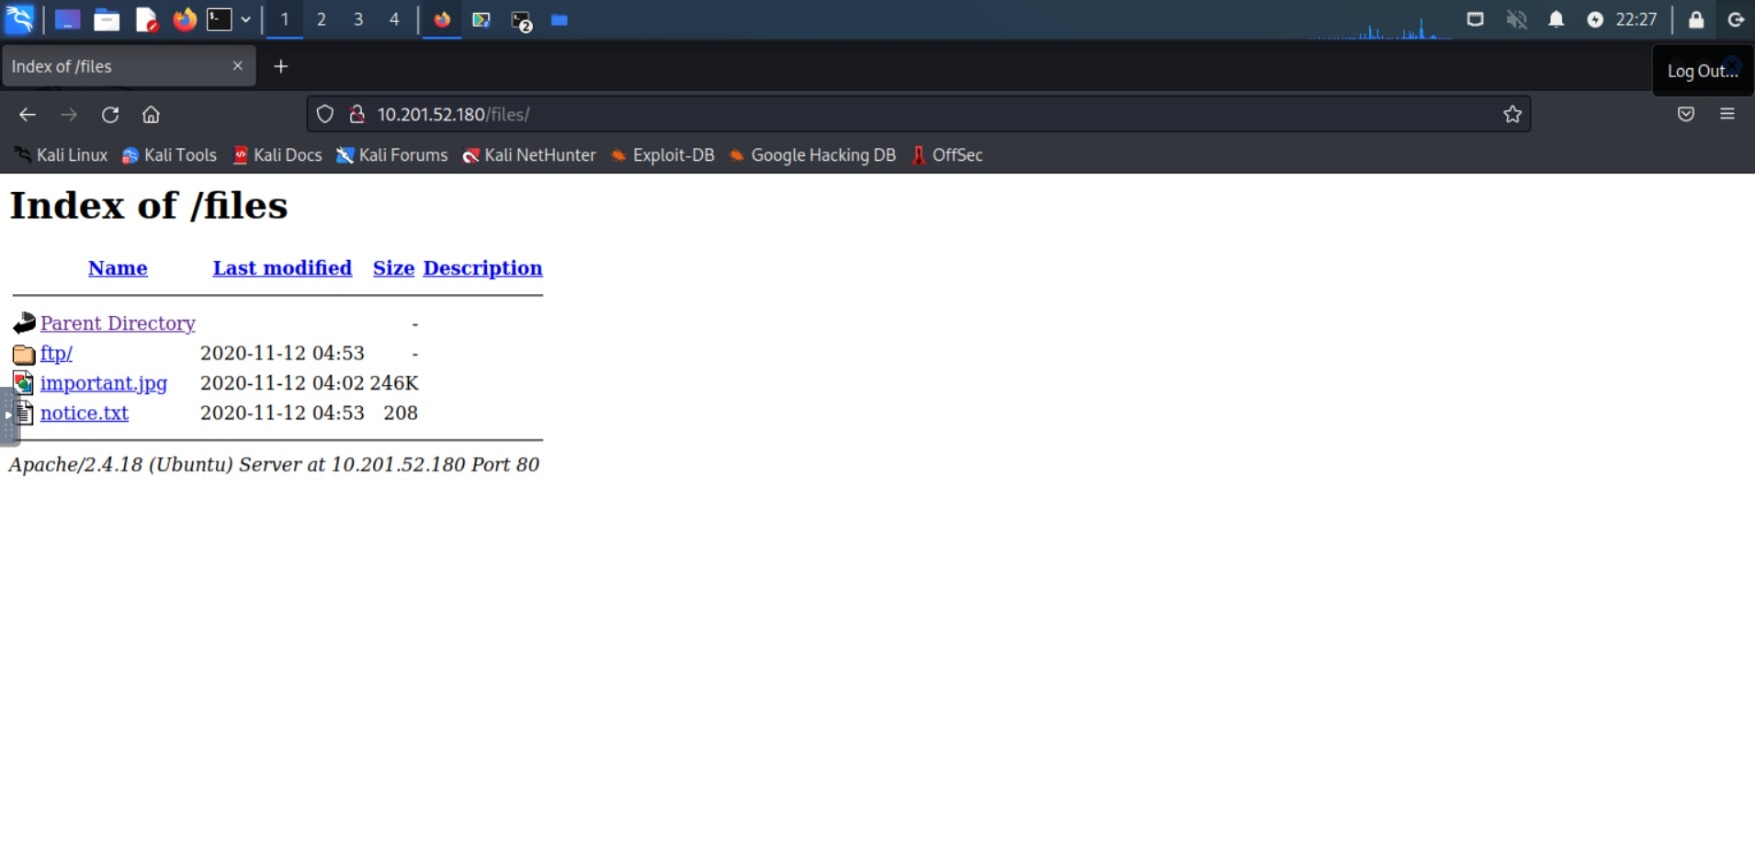 1 2 3 4 2 22:27
Index of /files
Log Out...
10.201.52.180/files/
Kali Linux Kali Tools Kali Docs Kali Forums Kali NetHunter Exploit-DB Google Hacking DB OffSec
Index of /files
Name Last modified Size Description
Parent Directory -
ftp/ 2020-11-12 04:53 -
important.jpg 2020-11-12 04:02 246K
notice.txt 2020-11-12 04:53 208
Apache/2.4.18 (Ubuntu) Server at 10.201.52.180 Port 80